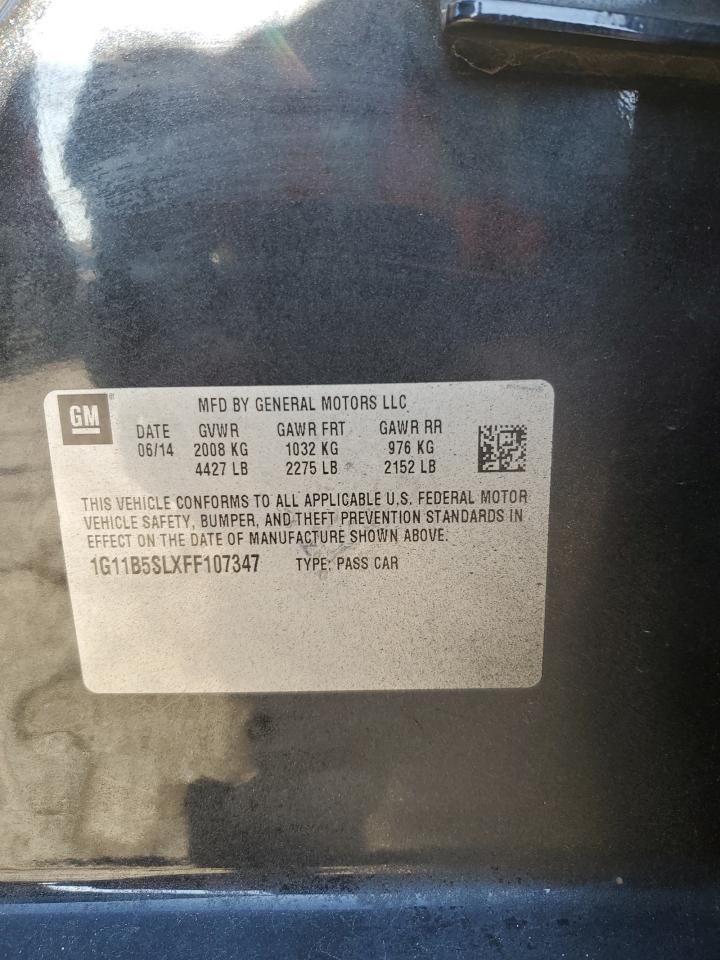 GM
MFD BY GENERAL MOTORS LLC
DATE GVWR GAWR FRT GAWR RR
06/14 2008 KG 1032 KG 976 KG
4427 LB 2275 LB 2152 LB
THIS VEHICLE CONFORMS TO ALL APPLICABLE U.S. FEDERAL MOTOR
VEHICLE SAFETY, BUMPER, AND THEFT PREVENTION STANDARDS IN
EFFECT ON THE DATE OF MANUFACTURE SHOWN ABOVE.
1G11B5SLXFF107347 TYPE: PASS CAR